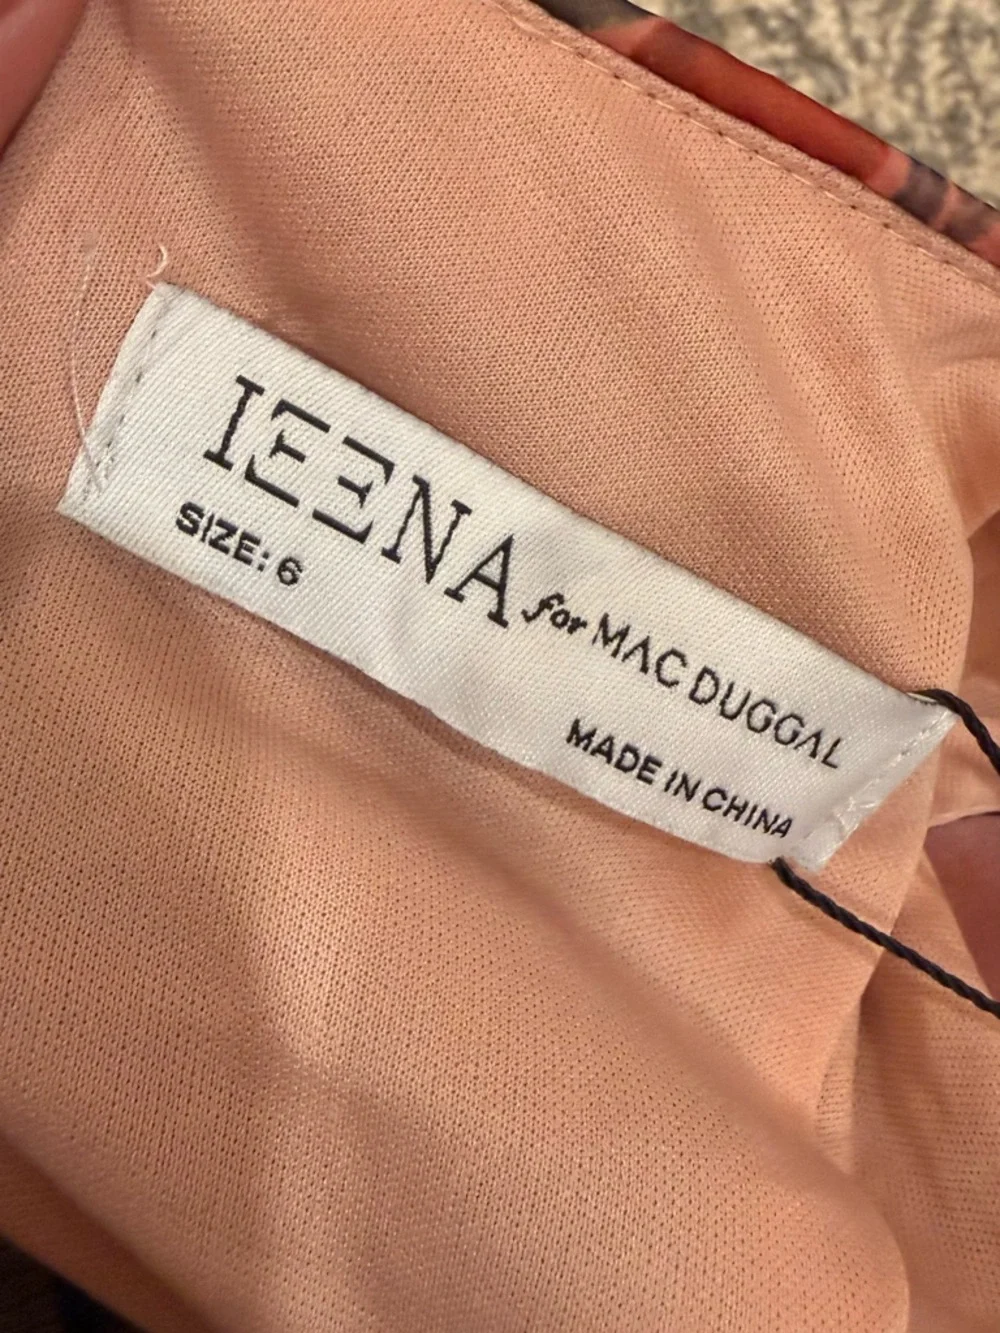 IEENA for MAC DUGGAL
SIZE: 6
MADE IN CHINA